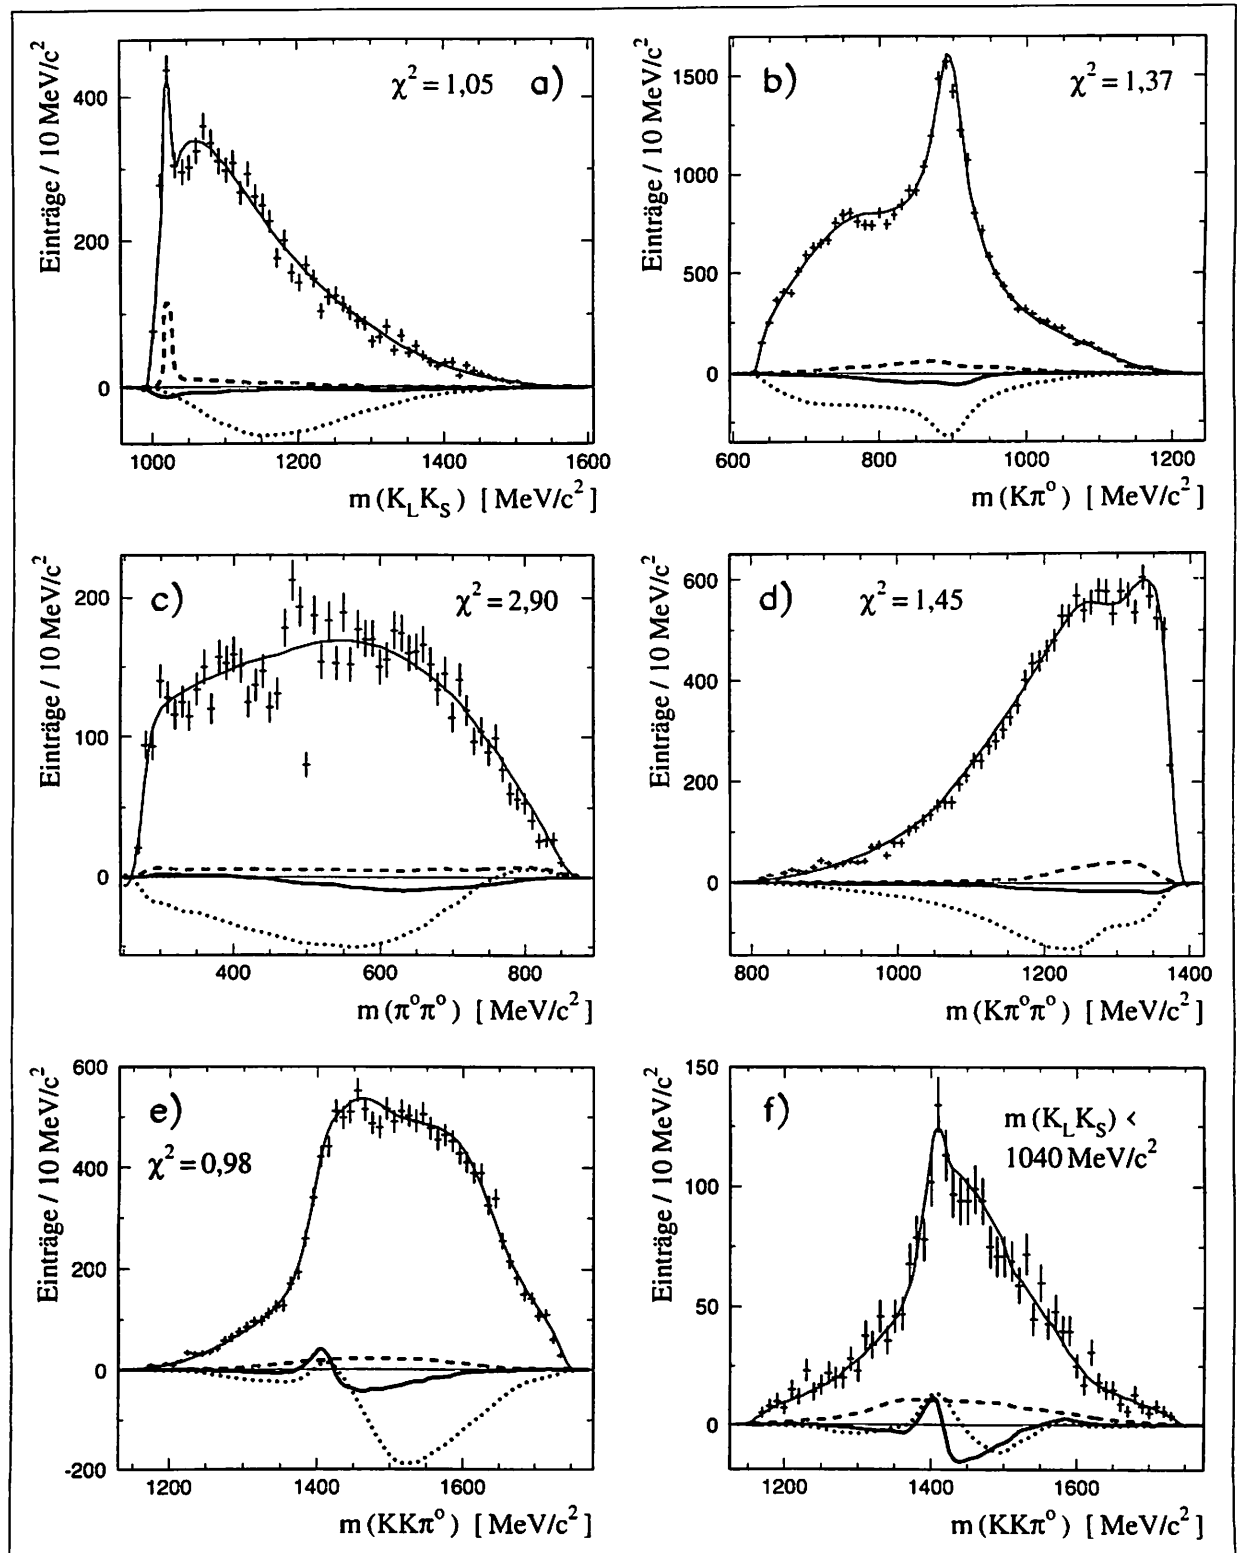 a)
χ² = 1,05
Einträge / 10 MeV/c²
400
200
0
1000
1200
1400
1600
m (K_L K_S) [ MeV/c² ]
b)
χ² = 1,37
Einträge / 10 MeV/c²
1500
1000
500
0
600
800
1000
1200
m (Kπ°) [ MeV/c² ]
c)
χ² = 2,90
Einträge / 10 MeV/c²
200
100
0
400
600
800
m (π°π°) [ MeV/c² ]
d)
χ² = 1,45
Einträge / 10 MeV/c²
600
400
200
0
800
1000
1200
1400
m (Kπ°π°) [ MeV/c² ]
e)
χ² = 0,98
Einträge / 10 MeV/c²
600
400
200
0
-200
1200
1400
1600
m (KKπ°) [ MeV/c² ]
f)
m (K_L K_S) <
1040 MeV/c²
Einträge / 10 MeV/c²
150
100
50
0
1200
1400
1600
m (KKπ°) [ MeV/c² ]